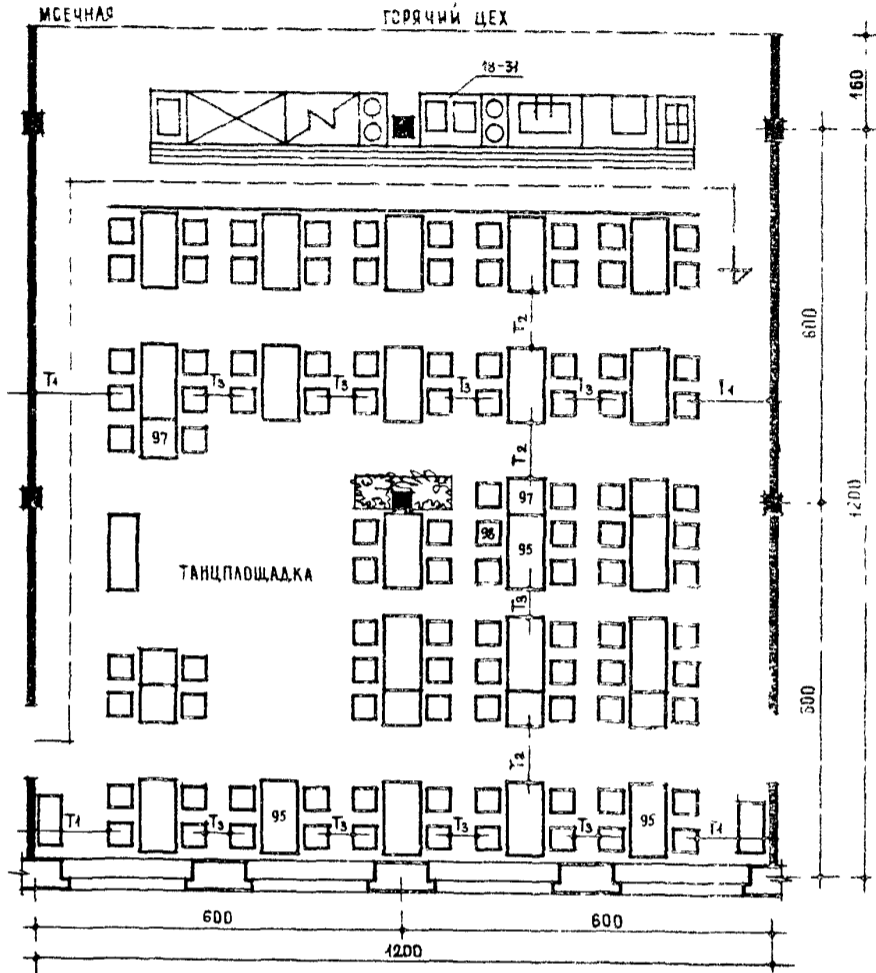 МОЕЧНАЯ
ГОРЯЧИЙ ЦЕХ
18-31
160
T2
600
T1 T3 T3 T3 T3 T1
97
T2
97
98
95
1200
ТАНЦПЛОЩАДКА
T3
600
T2
T1 T3 95 T3 T3 T3 95 T1
600 600
1200